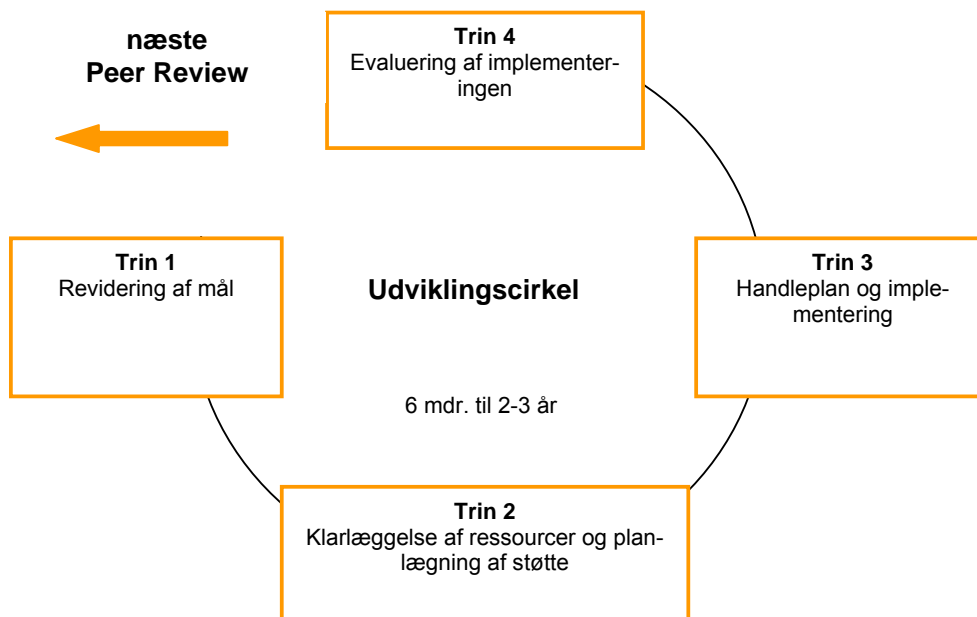 næste
Peer Review
Trin 4
Evaluering af implementer-
ingen
Trin 1
Revidering af mål
Udviklingscirkel
Trin 3
Handleplan og imple-
mentering
6 mdr. til 2-3 år
Trin 2
Klarlæggelse af ressourcer og plan-
lægning af støtte